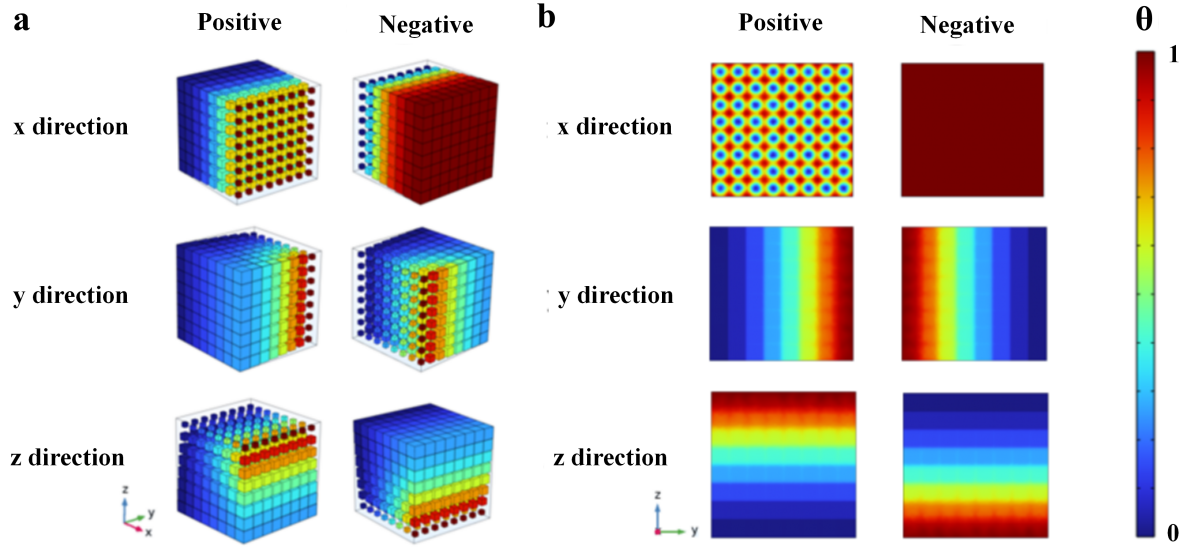 a
Positive
Negative
b
Positive
Negative
θ
1
x direction
x direction
y direction
y direction
z direction
z direction
z
y
x
z
y
0